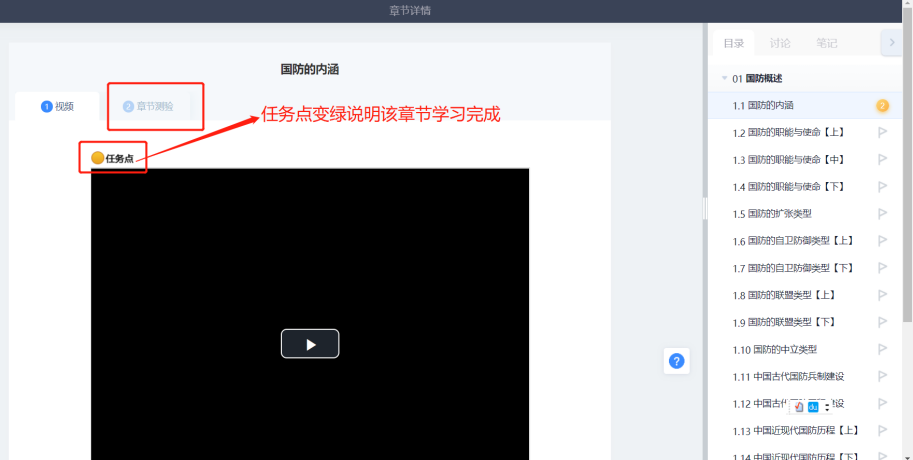 章节详情
国防的内涵
1 视频
2 章节测验
任务点变绿说明该章节学习完成
任务点
?
目录 讨论 笔记
01 国防概述
1.1 国防的内涵 2
1.2 国防的职能与使命【上】
1.3 国防的职能与使命【中】
1.4 国防的职能与使命【下】
1.5 国防的扩张类型
1.6 国防的自卫防御类型【上】
1.7 国防的自卫防御类型【下】
1.8 国防的联盟类型【上】
1.9 国防的联盟类型【下】
1.10 国防的中立类型
1.11 中国古代国防兵制建设
1.12 中国古代 建设
du
1.13 中国近现代国防历程【上】
1.14 中国近现代国防历程【下】